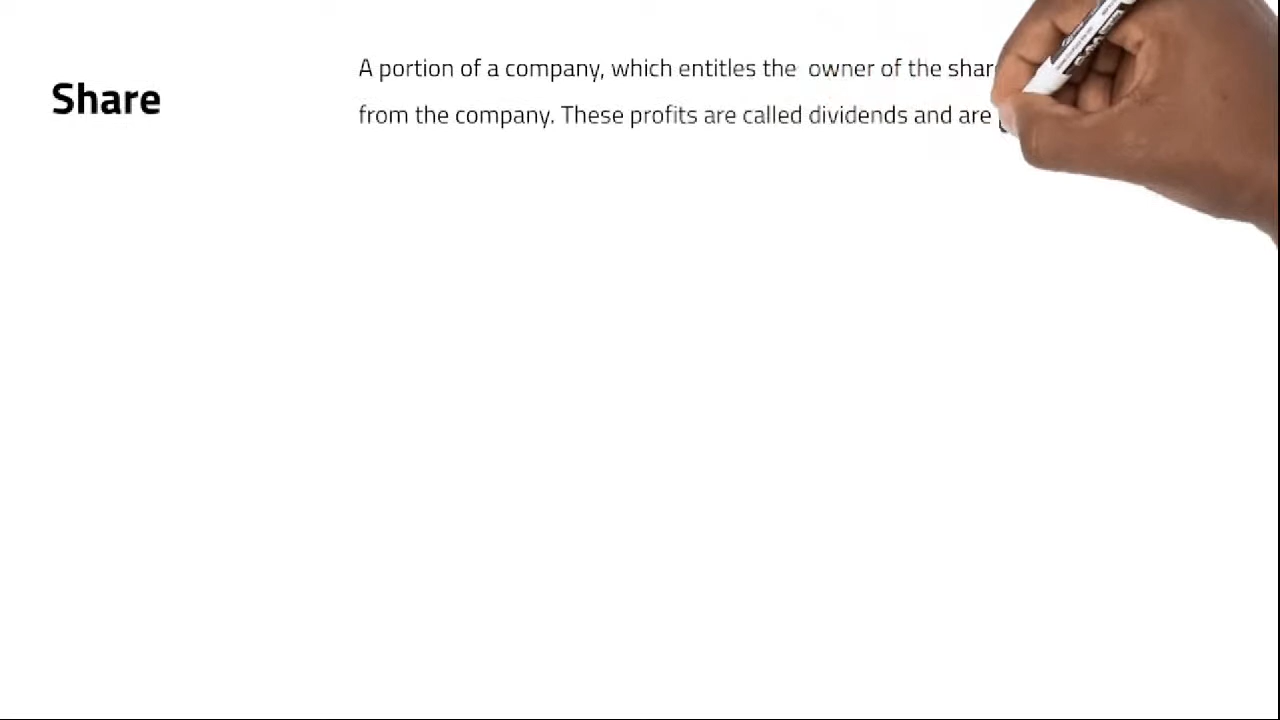 Share
A portion of a company, which entitles the owner of the
from the company. These profits are called dividends and are